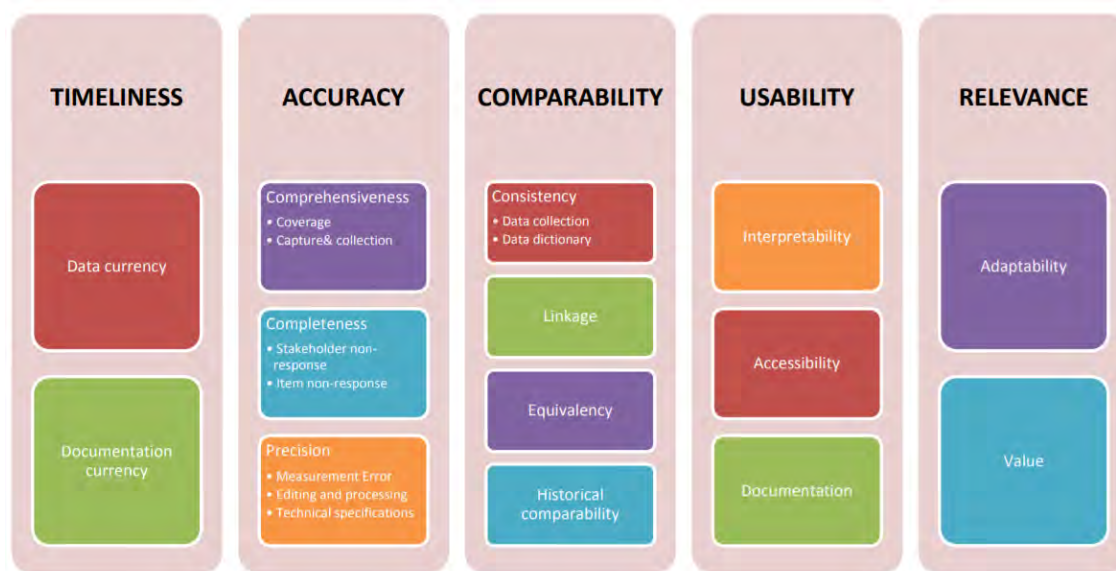 TIMELINESS
Data currency
Documentation
currency
ACCURACY
Comprehensiveness
• Coverage
• Capture& collection
Completeness
• Stakeholder non-
response
• Item non-response
Precision
• Measurement Error
• Editing and processing
• Technical specifications
COMPARABILITY
Consistency
• Data collection
• Data dictionary
Linkage
Equivalency
Historical
comparability
USABILITY
Interpretability
Accessibility
Documentation
RELEVANCE
Adaptability
Value